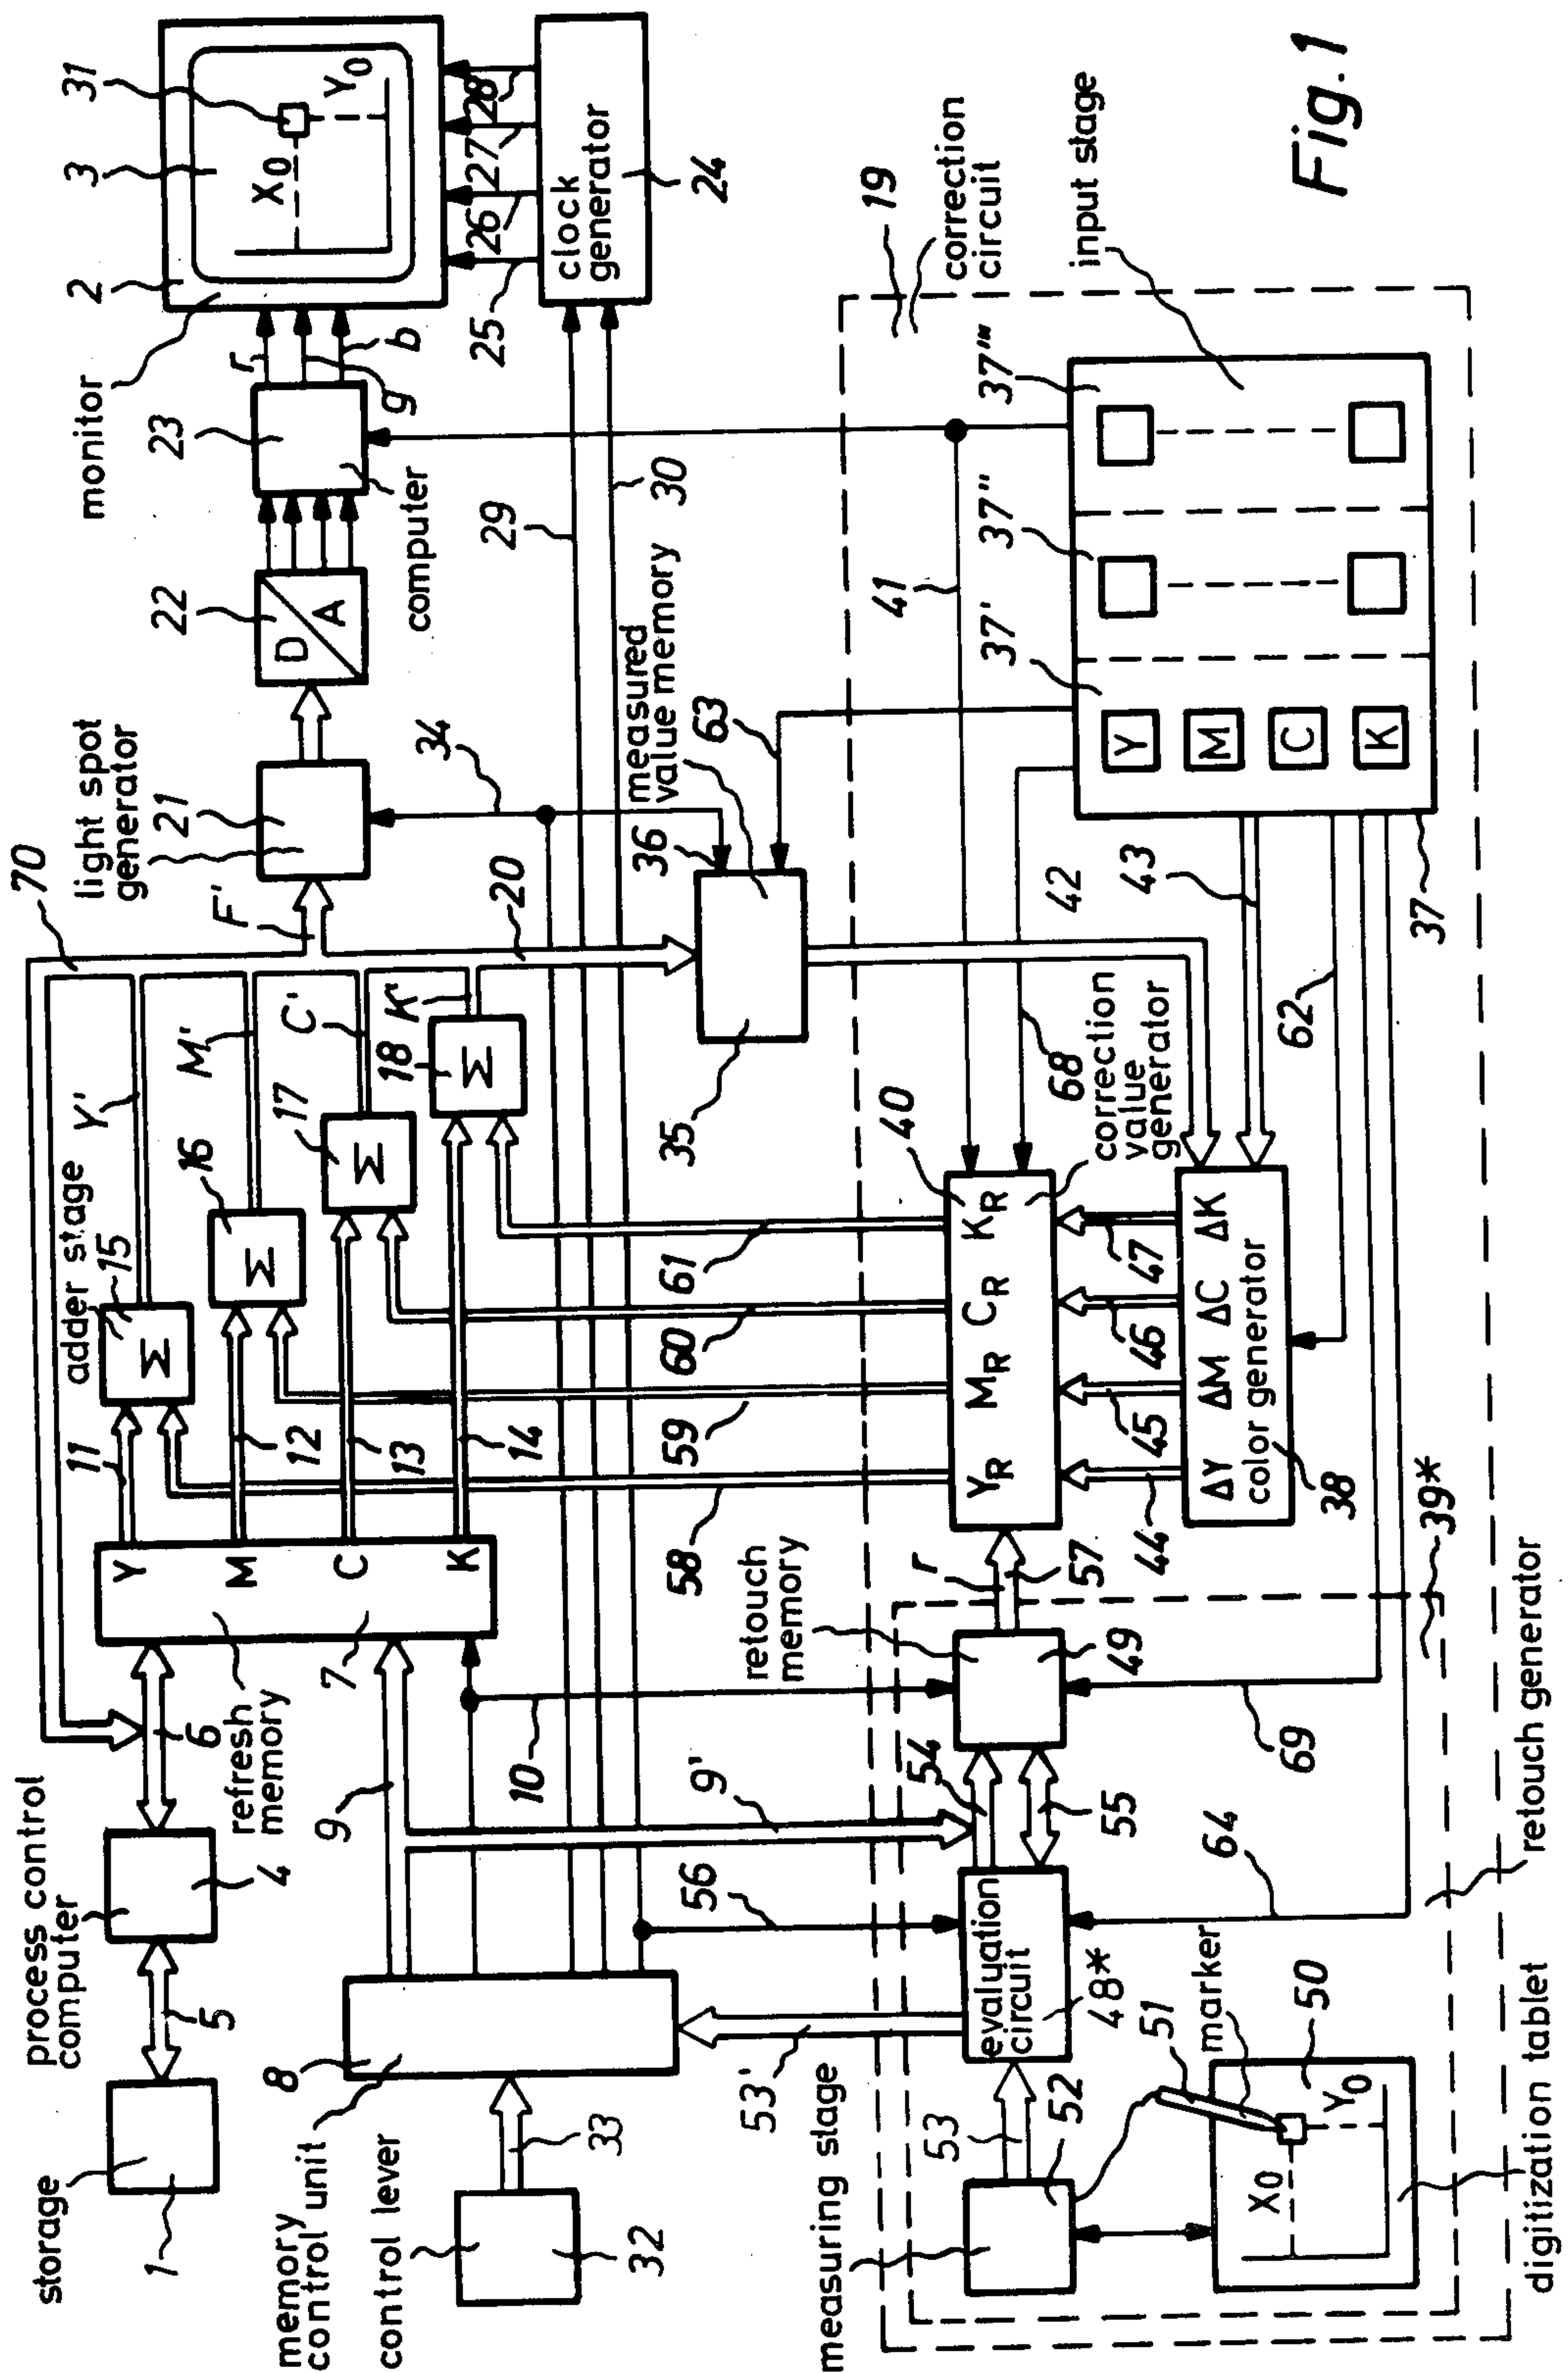 Fig. 1
storage
1
5
process control
computer
4
6
refresh
memory
7
Y
M
C
K
70
11
12
13
14
adder stage
15
Σ
16
Σ
17
Σ
18
Σ
Y'
M'
C'
K'
F'
20
light spot
generator
21
22
D
A
23
computer
r
g
b
monitor
2
3
31
X0
Y0
25
26
27
28
clock
generator
24
29
30
34
36
measured
value memory
63
35
memory
control unit
8
control lever
32
33
9
9'
10
56
53'
58
59
60
61
19
correction
circuit
input stage
37'
37''
37'''
Y
M
C
K
37
41
42
43
62
68
correction
value
generator
40
YR
MR
CR
KR
44
45
46
47
ΔY
ΔM
ΔC
ΔK
color generator
38
retouch
memory
r
57
49
54
55
69
64
39*
retouch generator
evaluation
circuit
48*
measuring stage
53
52
51
marker
50
X0
Y0
digitization tablet